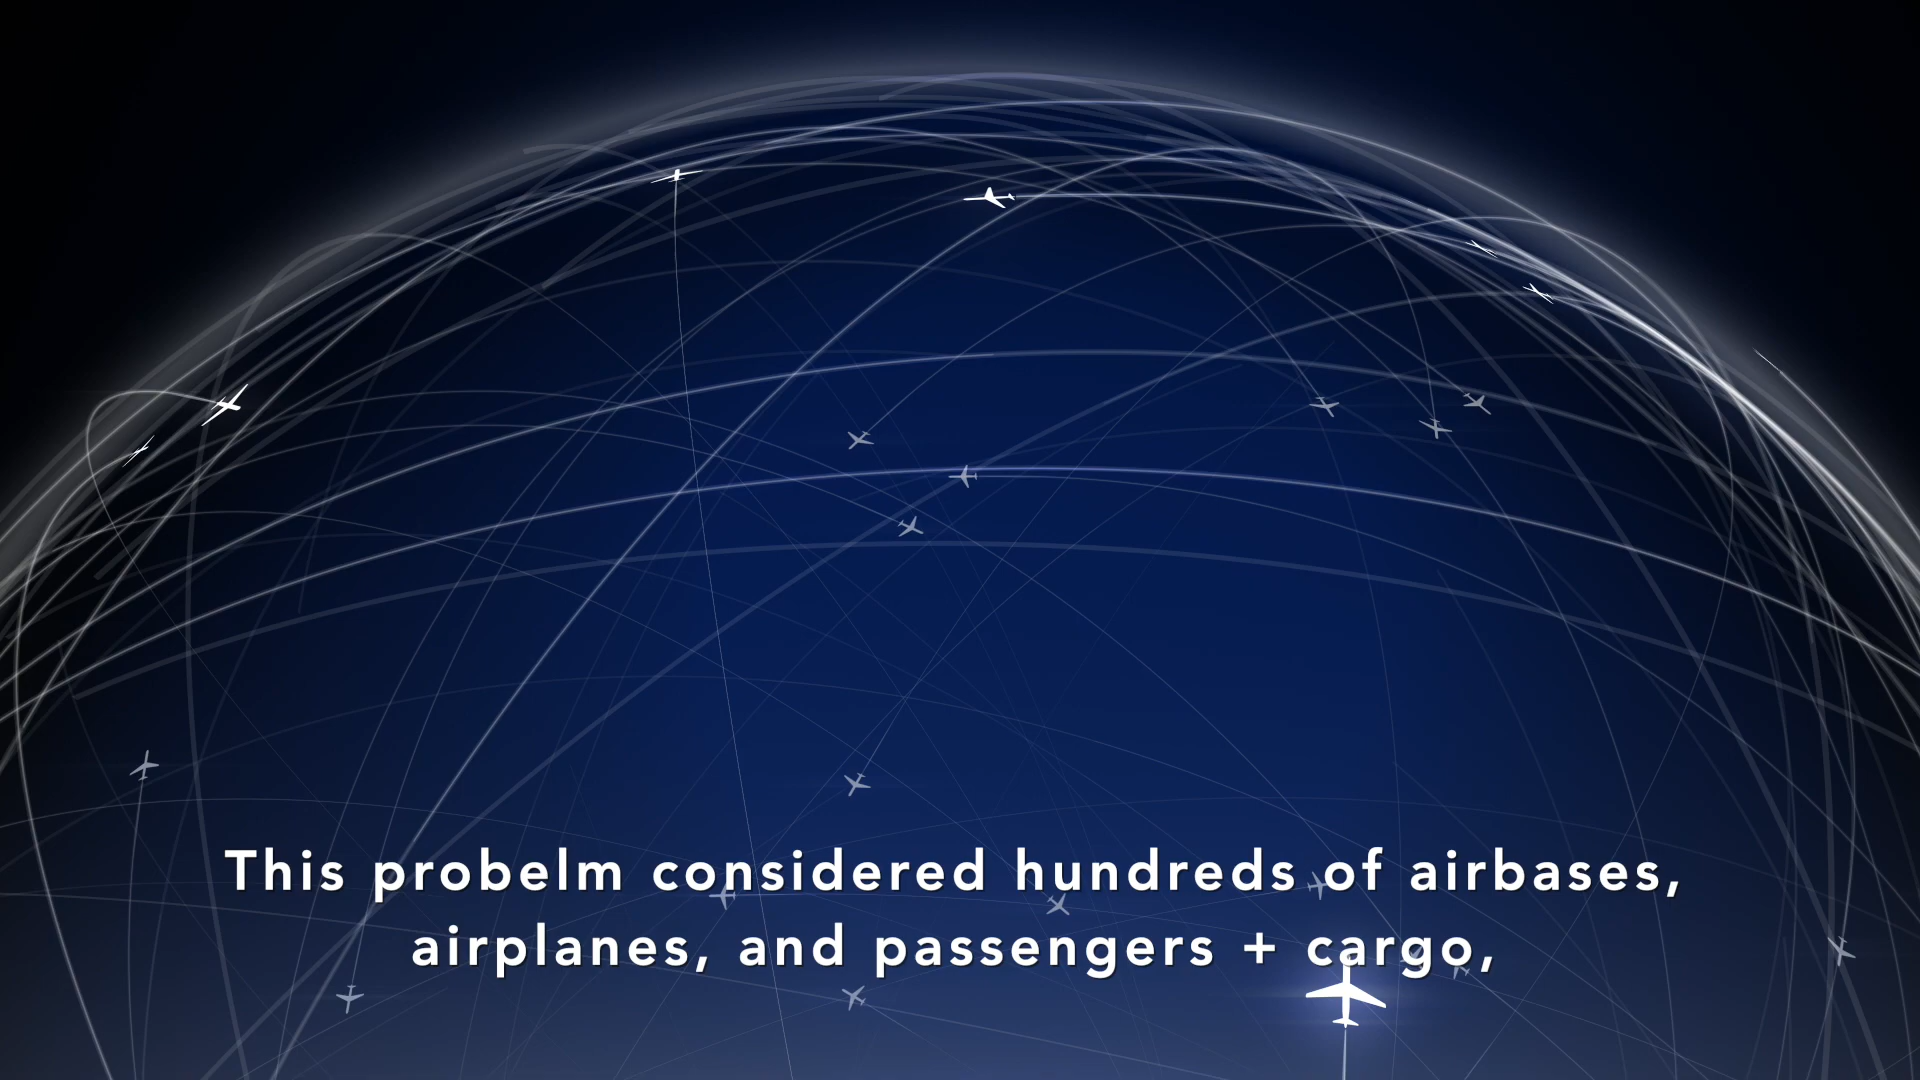 This probelm considered hundreds of airbases,
airplanes, and passengers + cargo,